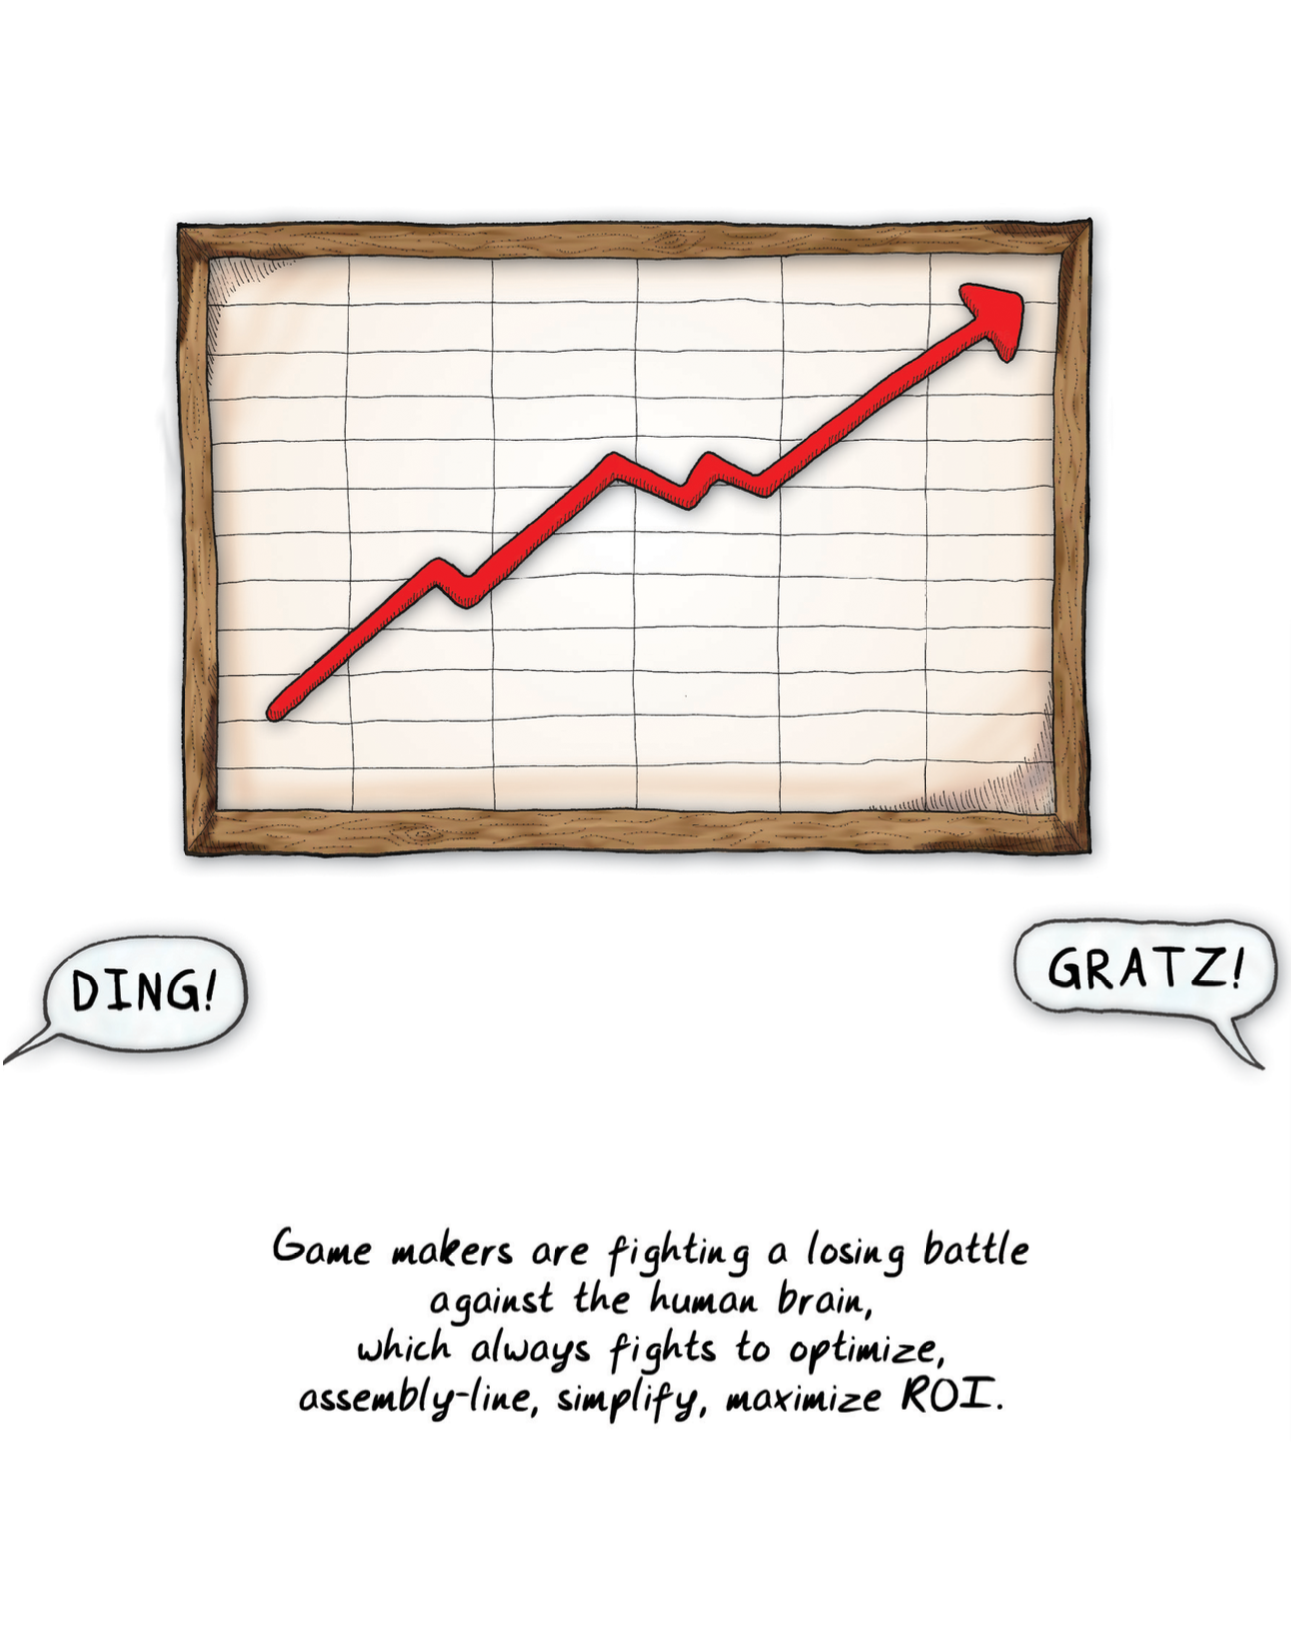 DING!
GRATZ!
Game makers are fighting a losing battle
against the human brain,
which always fights to optimize,
assembly-line, simplify, maximize ROI.